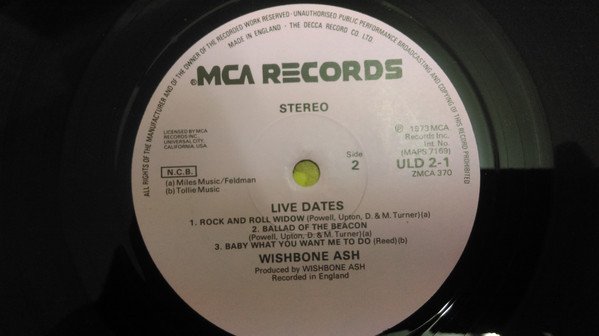 ALL RIGHTS OF THE MANUFACTURER AND OF THE OWNER OF THE RECORDED WORK RESERVED · UNAUTHORISED PUBLIC PERFORMANCE BROADCASTING AND COPYING OF THIS RECORD PROHIBITED
MADE IN ENGLAND · THE DECCA RECORD CO LTD.
®MCA RECORDS
STEREO
LICENSED BY MCA
RECORDS INC.
UNIVERSAL CITY,
CALIFORNIA. USA.
N.C.B.
(a) Miles Music/Feldman
(b) Tollie Music
Side
2
Ⓟ 1973 MCA
Records Inc.
Int. No.
(MAPS 7169)
ULD 2-1
ZMCA 370
LIVE DATES
1. ROCK AND ROLL WIDOW (Powell, Upton, D. & M. Turner)(a)
2. BALLAD OF THE BEACON
(Powell, Upton, D. & M. Turner)(a)
3. BABY WHAT YOU WANT ME TO DO (Reed)(b)
WISHBONE ASH
Produced by WISHBONE ASH
Recorded in England